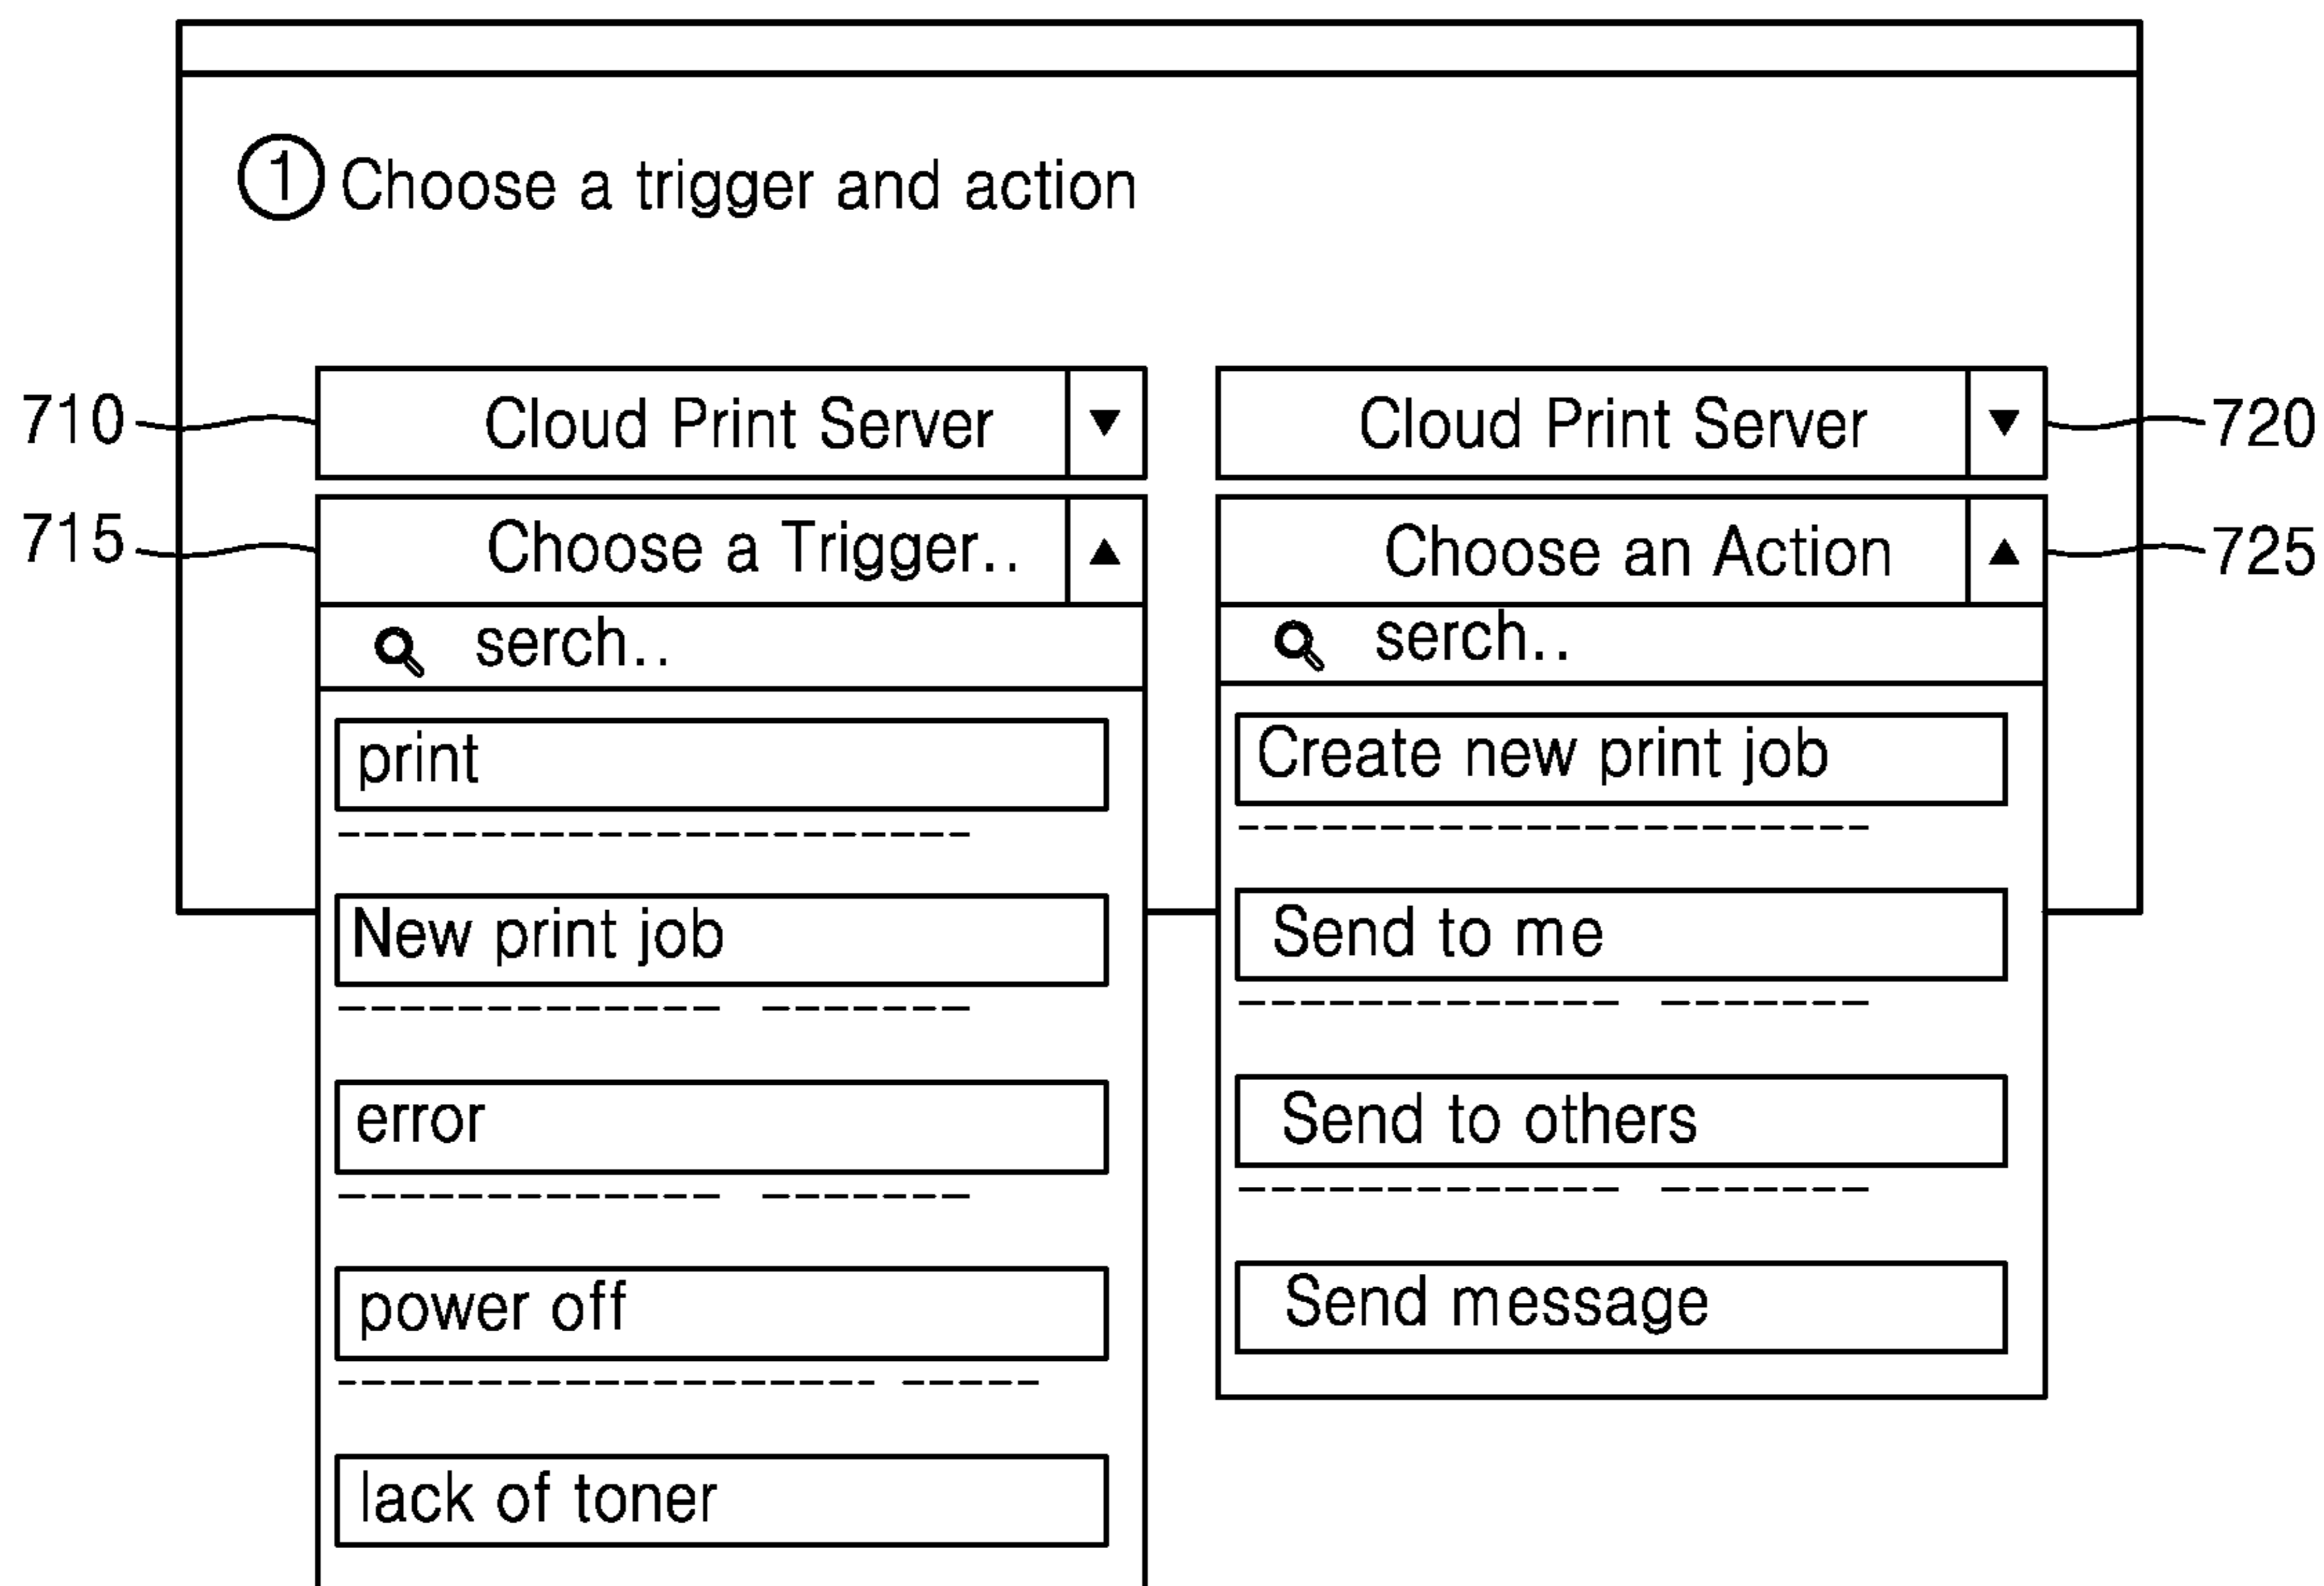 ① Choose a trigger and action
710 Cloud Print Server ▼ Cloud Print Server ▼ 720
715 Choose a Trigger.. ▲ Choose an Action ▲ 725
serch.. serch..
print Create new print job
New print job Send to me
error Send to others
power off Send message
lack of toner